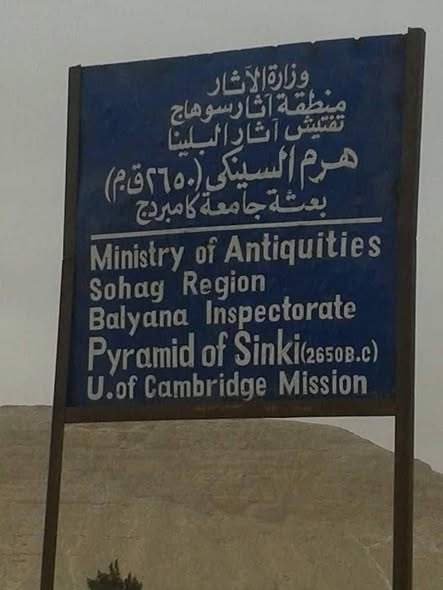 وزارة الآثار
منطقة آثار سوهاج
تفتيش آثار البلينا
هرم السينكى (٢٦٥٠ ق.م)
بعثة جامعة كامبردج
Ministry of Antiquities
Sohag Region
Balyana Inspectorate
Pyramid of Sinki (2650B.C)
U. of Cambridge Mission